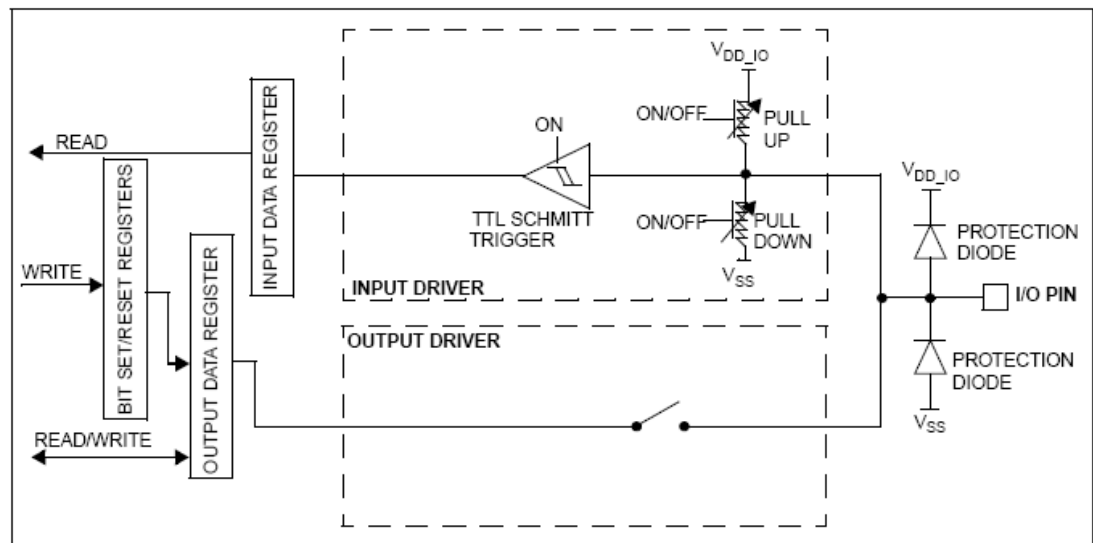 V_DD_IO
ON/OFF
PULL
UP
ON
READ
TTL SCHMITT
TRIGGER
ON/OFF
PULL
DOWN
V_SS
INPUT DRIVER
INPUT DATA REGISTER
BIT SET/RESET REGISTERS
WRITE
OUTPUT DATA REGISTER
READ/WRITE
OUTPUT DRIVER
V_DD_IO
PROTECTION
DIODE
I/O PIN
PROTECTION
DIODE
V_SS